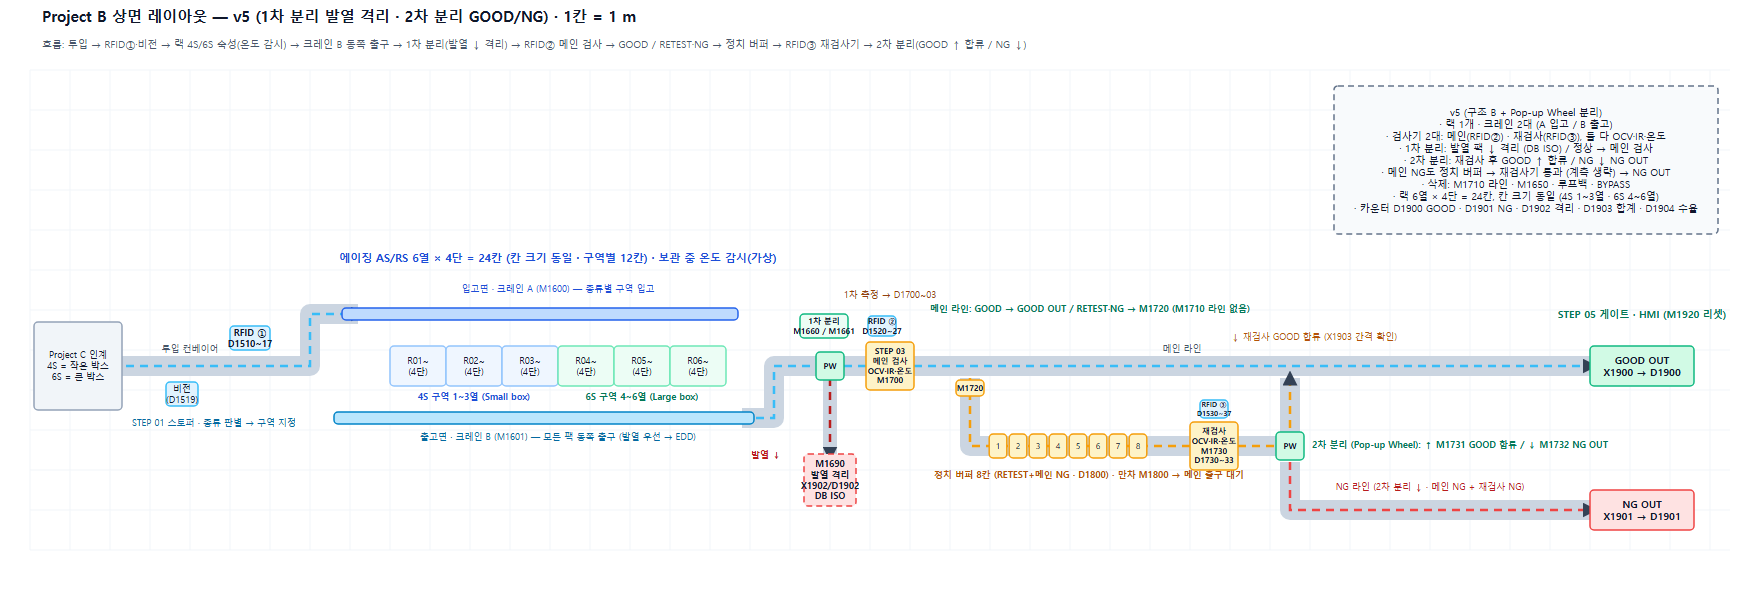 Project B 상면 레이아웃 — v5 (1차 분리 발열 격리 · 2차 분리 GOOD/NG) · 1칸 = 1 m
흐름: 투입 → RFID①·비전 → 랙 4S/6S 숙성(온도 감시) → 크레인 B 동쪽 출구 → 1차 분리(발열 ↓ 격리) → RFID② 메인 검사 → GOOD / RETEST·NG → 정치 버퍼 → RFID③ 재검사기 → 2차 분리(GOOD ↑ 합류 / NG ↓)
v5 (구조 B + Pop-up Wheel 분리)
· 랙 1개 · 크레인 2대 (A 입고 / B 출고)
· 검사기 2대: 메인(RFID②) · 재검사(RFID③), 둘 다 OCV·IR·온도
· 1차 분리: 발열 팩 ↓ 격리 (DB ISO) / 정상 → 메인 검사
· 2차 분리: 재검사 후 GOOD ↑ 합류 / NG ↓ NG OUT
· 메인 NG도 정치 버퍼 → 재검사기 통과 (계측 생략) → NG OUT
· 삭제: M1710 라인 · M1650 · 루프백 · BYPASS
· 랙 6열 × 4단 = 24칸, 칸 크기 동일 (4S 1~3열 · 6S 4~6열)
· 카운터 D1900 GOOD · D1901 NG · D1902 격리 · D1903 합계 · D1904 수율
에이징 AS/RS 6열 × 4단 = 24칸 (칸 크기 동일 · 구역별 12칸) · 보관 중 온도 감시(가상)
입고면 · 크레인 A (M1600) — 종류별 구역 입고
1차 측정 → D1700~03
메인 라인: GOOD → GOOD OUT / RETEST·NG → M1720 (M1710 라인 없음)
STEP 05 게이트 · HMI (M1920 리셋)
Project C 인계
4S = 작은 박스
6S = 큰 박스
투입 컨베이어
RFID ①
D1510~17
비전
(D1519)
STEP 01 스토퍼 · 종류 판별 → 구역 지정
R01~
(4단)
R02~
(4단)
R03~
(4단)
R04~
(4단)
R05~
(4단)
R06~
(4단)
4S 구역 1~3열 (Small box)
6S 구역 4~6열 (Large box)
출고면 · 크레인 B (M1601) — 모든 팩 동쪽 출구 (발열 우선 → EDD)
1차 분리
M1660 / M1661
RFID ②
D1520~27
PW
STEP 03
메인 검사
OCV·IR·온도
M1700
발열 ↓
M1690
발열 격리
X1902/D1902
DB ISO
메인 라인
↓ 재검사 GOOD 합류 (X1903 간격 확인)
GOOD OUT
X1900 → D1900
M1720
1
2
3
4
5
6
7
8
정치 버퍼 8칸 (RETEST+메인 NG · D1800) · 만차 M1800 → 메인 출구 대기
RFID ③
D1530~37
재검사
OCV·IR·온도
M1730
D1730~33
PW
2차 분리 (Pop-up Wheel): ↑ M1731 GOOD 합류 / ↓ M1732 NG OUT
NG 라인 (2차 분리 ↓ · 메인 NG + 재검사 NG)
NG OUT
X1901 → D1901